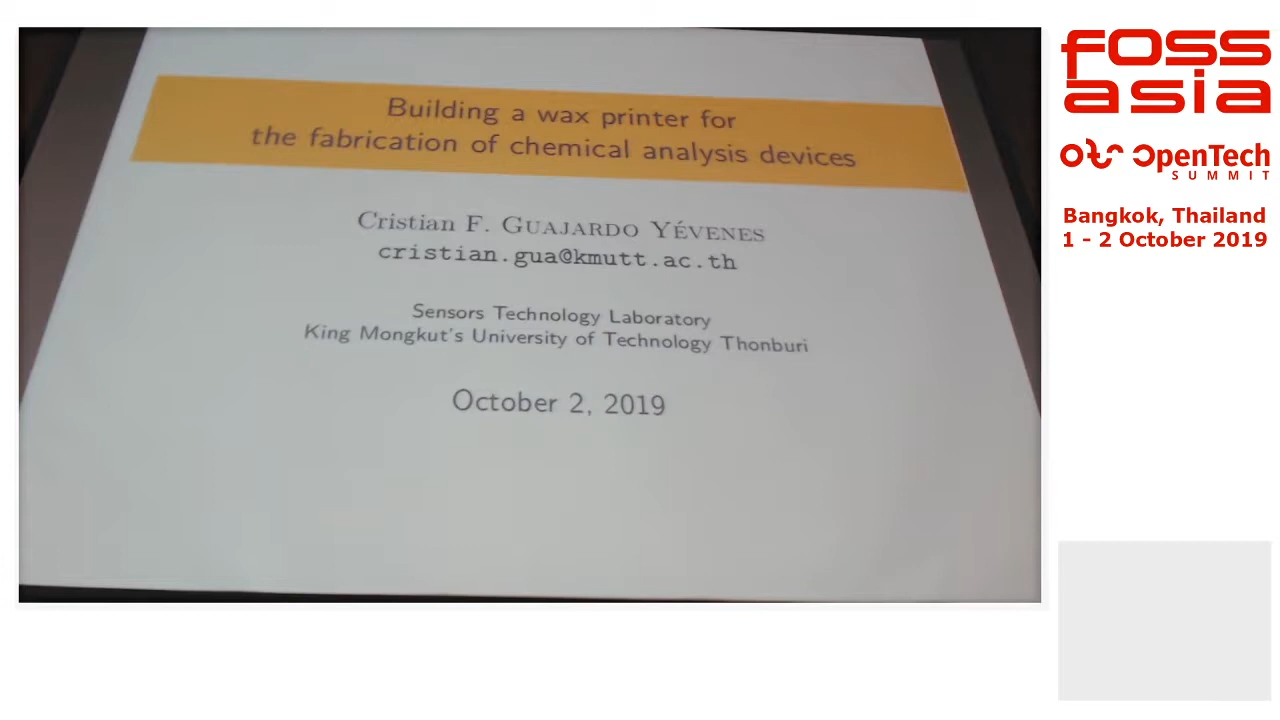 Building a wax printer for
the fabrication of chemical analysis devices
Cristian F. GUAJARDO YÉVENES
cristian.gua@kmutt.ac.th
Sensors Technology Laboratory
King Mongkut's University of Technology Thonburi
October 2, 2019
FOSS
asia
OpenTech
SUMMIT
Bangkok, Thailand
1 - 2 October 2019